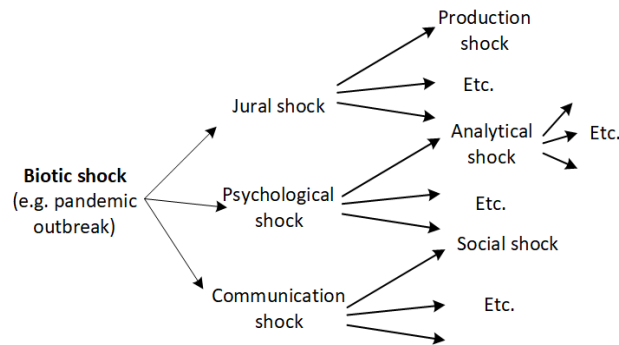 Production
shock
Etc.
Jural shock
Analytical
shock
Etc.
Biotic shock
(e.g. pandemic
outbreak)
Psychological
shock
Etc.
Social shock
Communication
shock
Etc.